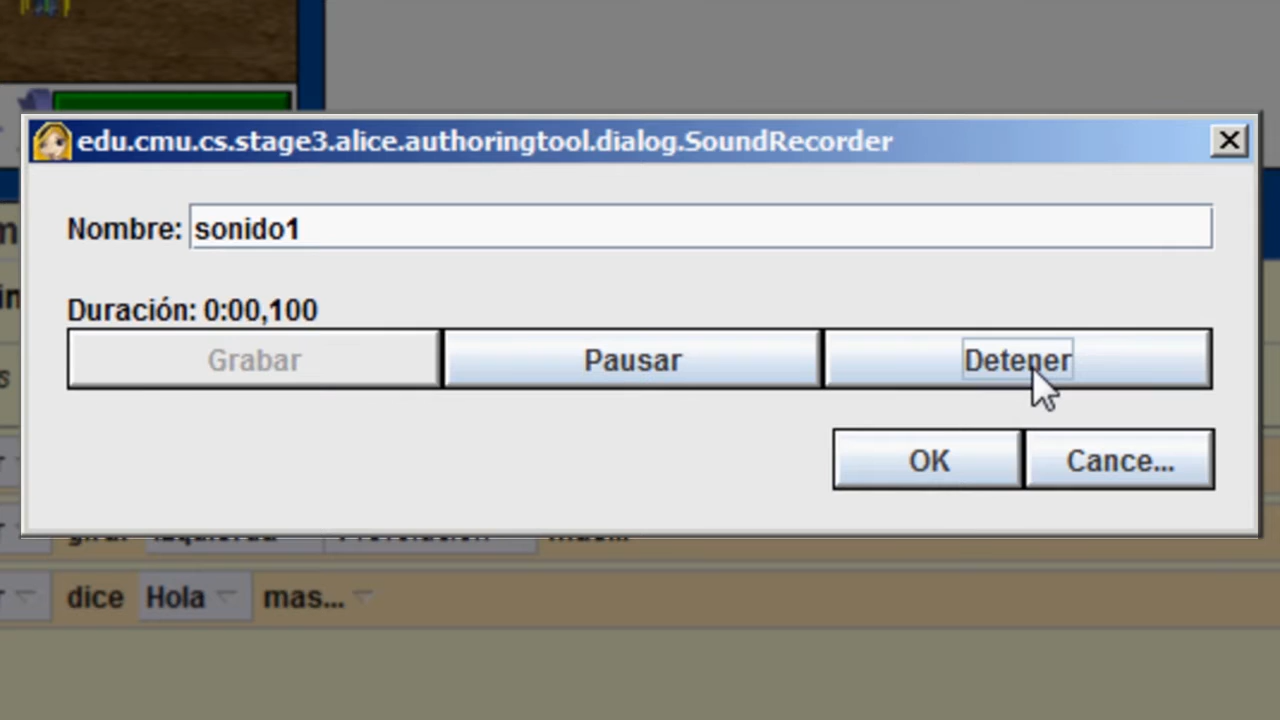 edu.cmu.cs.stage3.alice.authoringtool.dialog.SoundRecorder
Nombre: sonido1
Duración: 0:00,100
Grabar Pausar Detener
OK Cance...
dice Hola mas...